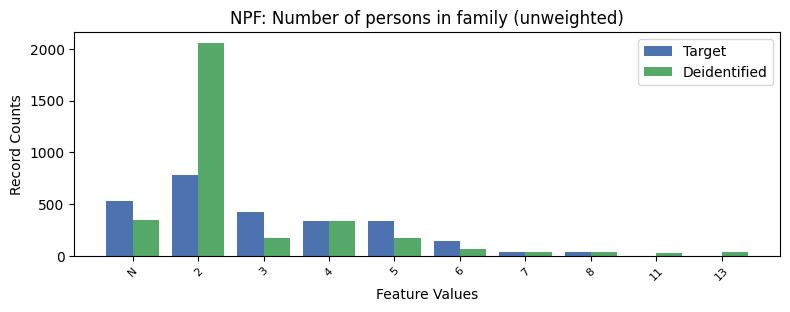 NPF: Number of persons in family (unweighted)
Target
Deidentified
2000
1500
1000
500
0
Record Counts
N 2 3 4 5 6 7 8 11 13
Feature Values